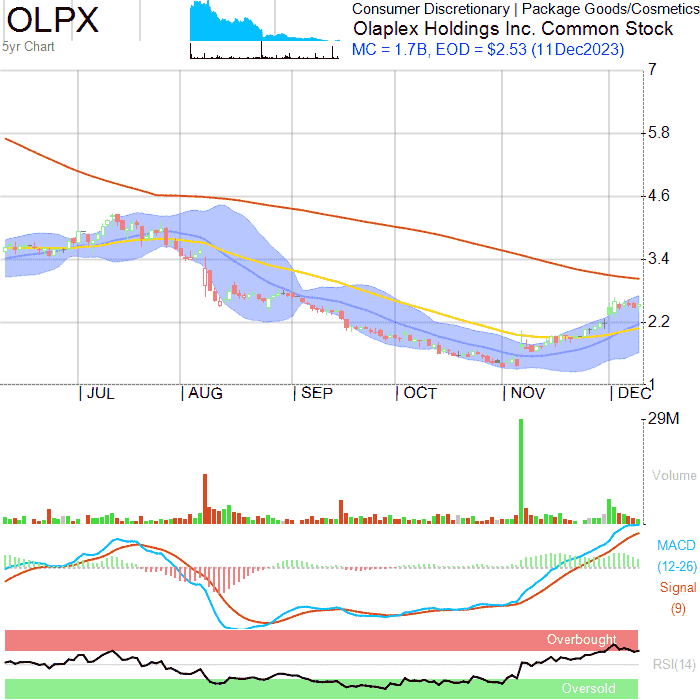 OLPX
5yr Chart
Consumer Discretionary | Package Goods/Cosmetics
Olaplex Holdings Inc. Common Stock
MC = 1.7B, EOD = $2.53 (11Dec2023)
7
5.8
4.6
3.4
2.2
1
JUL AUG SEP OCT NOV DEC
29M
Volume
MACD
(12-26)
Signal
(9)
Overbought
RSI(14)
Oversold